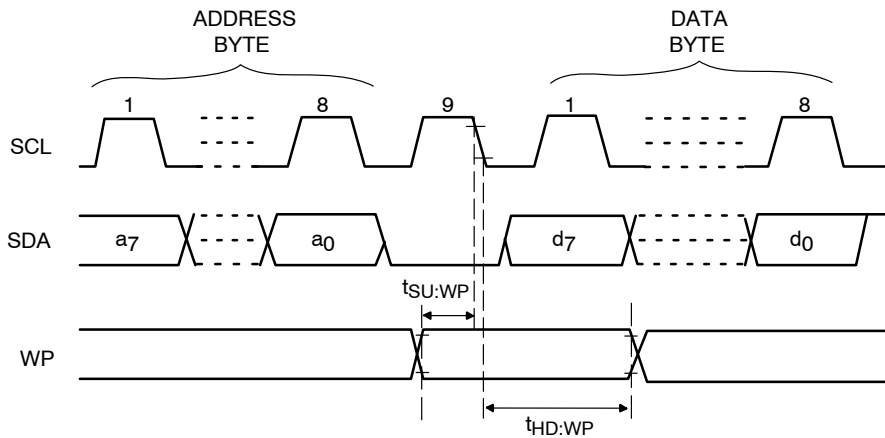 ADDRESS
BYTE
DATA
BYTE
1
8
9
1
8
SCL
SDA
a7
a0
d7
d0
tSU:WP
WP
tHD:WP